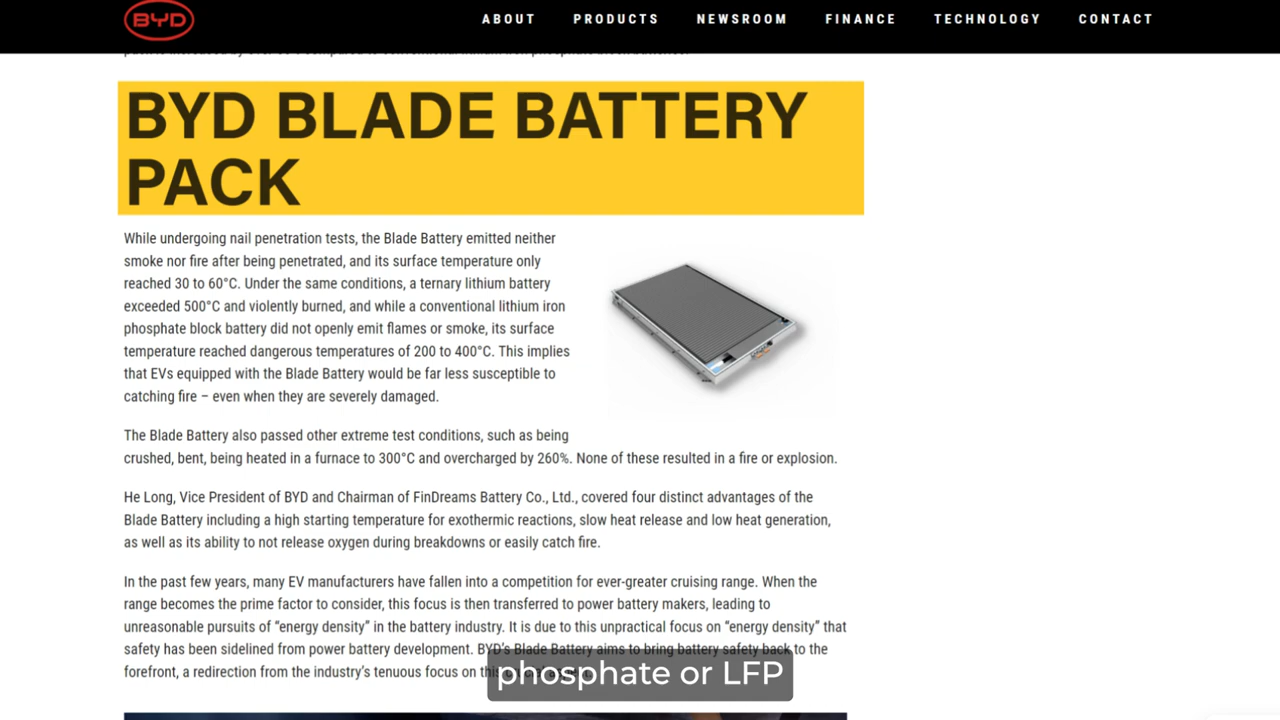 BYD
ABOUT PRODUCTS NEWSROOM FINANCE TECHNOLOGY CONTACT
BYD BLADE BATTERY
PACK
While undergoing nail penetration tests, the Blade Battery emitted neither
smoke nor fire after being penetrated, and its surface temperature only
reached 30 to 60°C. Under the same conditions, a ternary lithium battery
exceeded 500°C and violently burned, and while a conventional lithium iron
phosphate block battery did not openly emit flames or smoke, its surface
temperature reached dangerous temperatures of 200 to 400°C. This implies
that EVs equipped with the Blade Battery would be far less susceptible to
catching fire – even when they are severely damaged.
The Blade Battery also passed other extreme test conditions, such as being
crushed, bent, being heated in a furnace to 300°C and overcharged by 260%. None of these resulted in a fire or explosion.
He Long, Vice President of BYD and Chairman of FinDreams Battery Co., Ltd., covered four distinct advantages of the
Blade Battery including a high starting temperature for exothermic reactions, slow heat release and low heat generation,
as well as its ability to not release oxygen during breakdowns or easily catch fire.
In the past few years, many EV manufacturers have fallen into a competition for ever-greater cruising range. When the
range becomes the prime factor to consider, this focus is then transferred to power battery makers, leading to
unreasonable pursuits of “energy density” in the battery industry. It is due to this unpractical focus on “energy density” that
safety has been sidelined from power battery development. BYD’s Blade Battery aims to bring battery safety back to the
forefront, a redirection from the industry’s tenuous focus on
phosphate or LFP